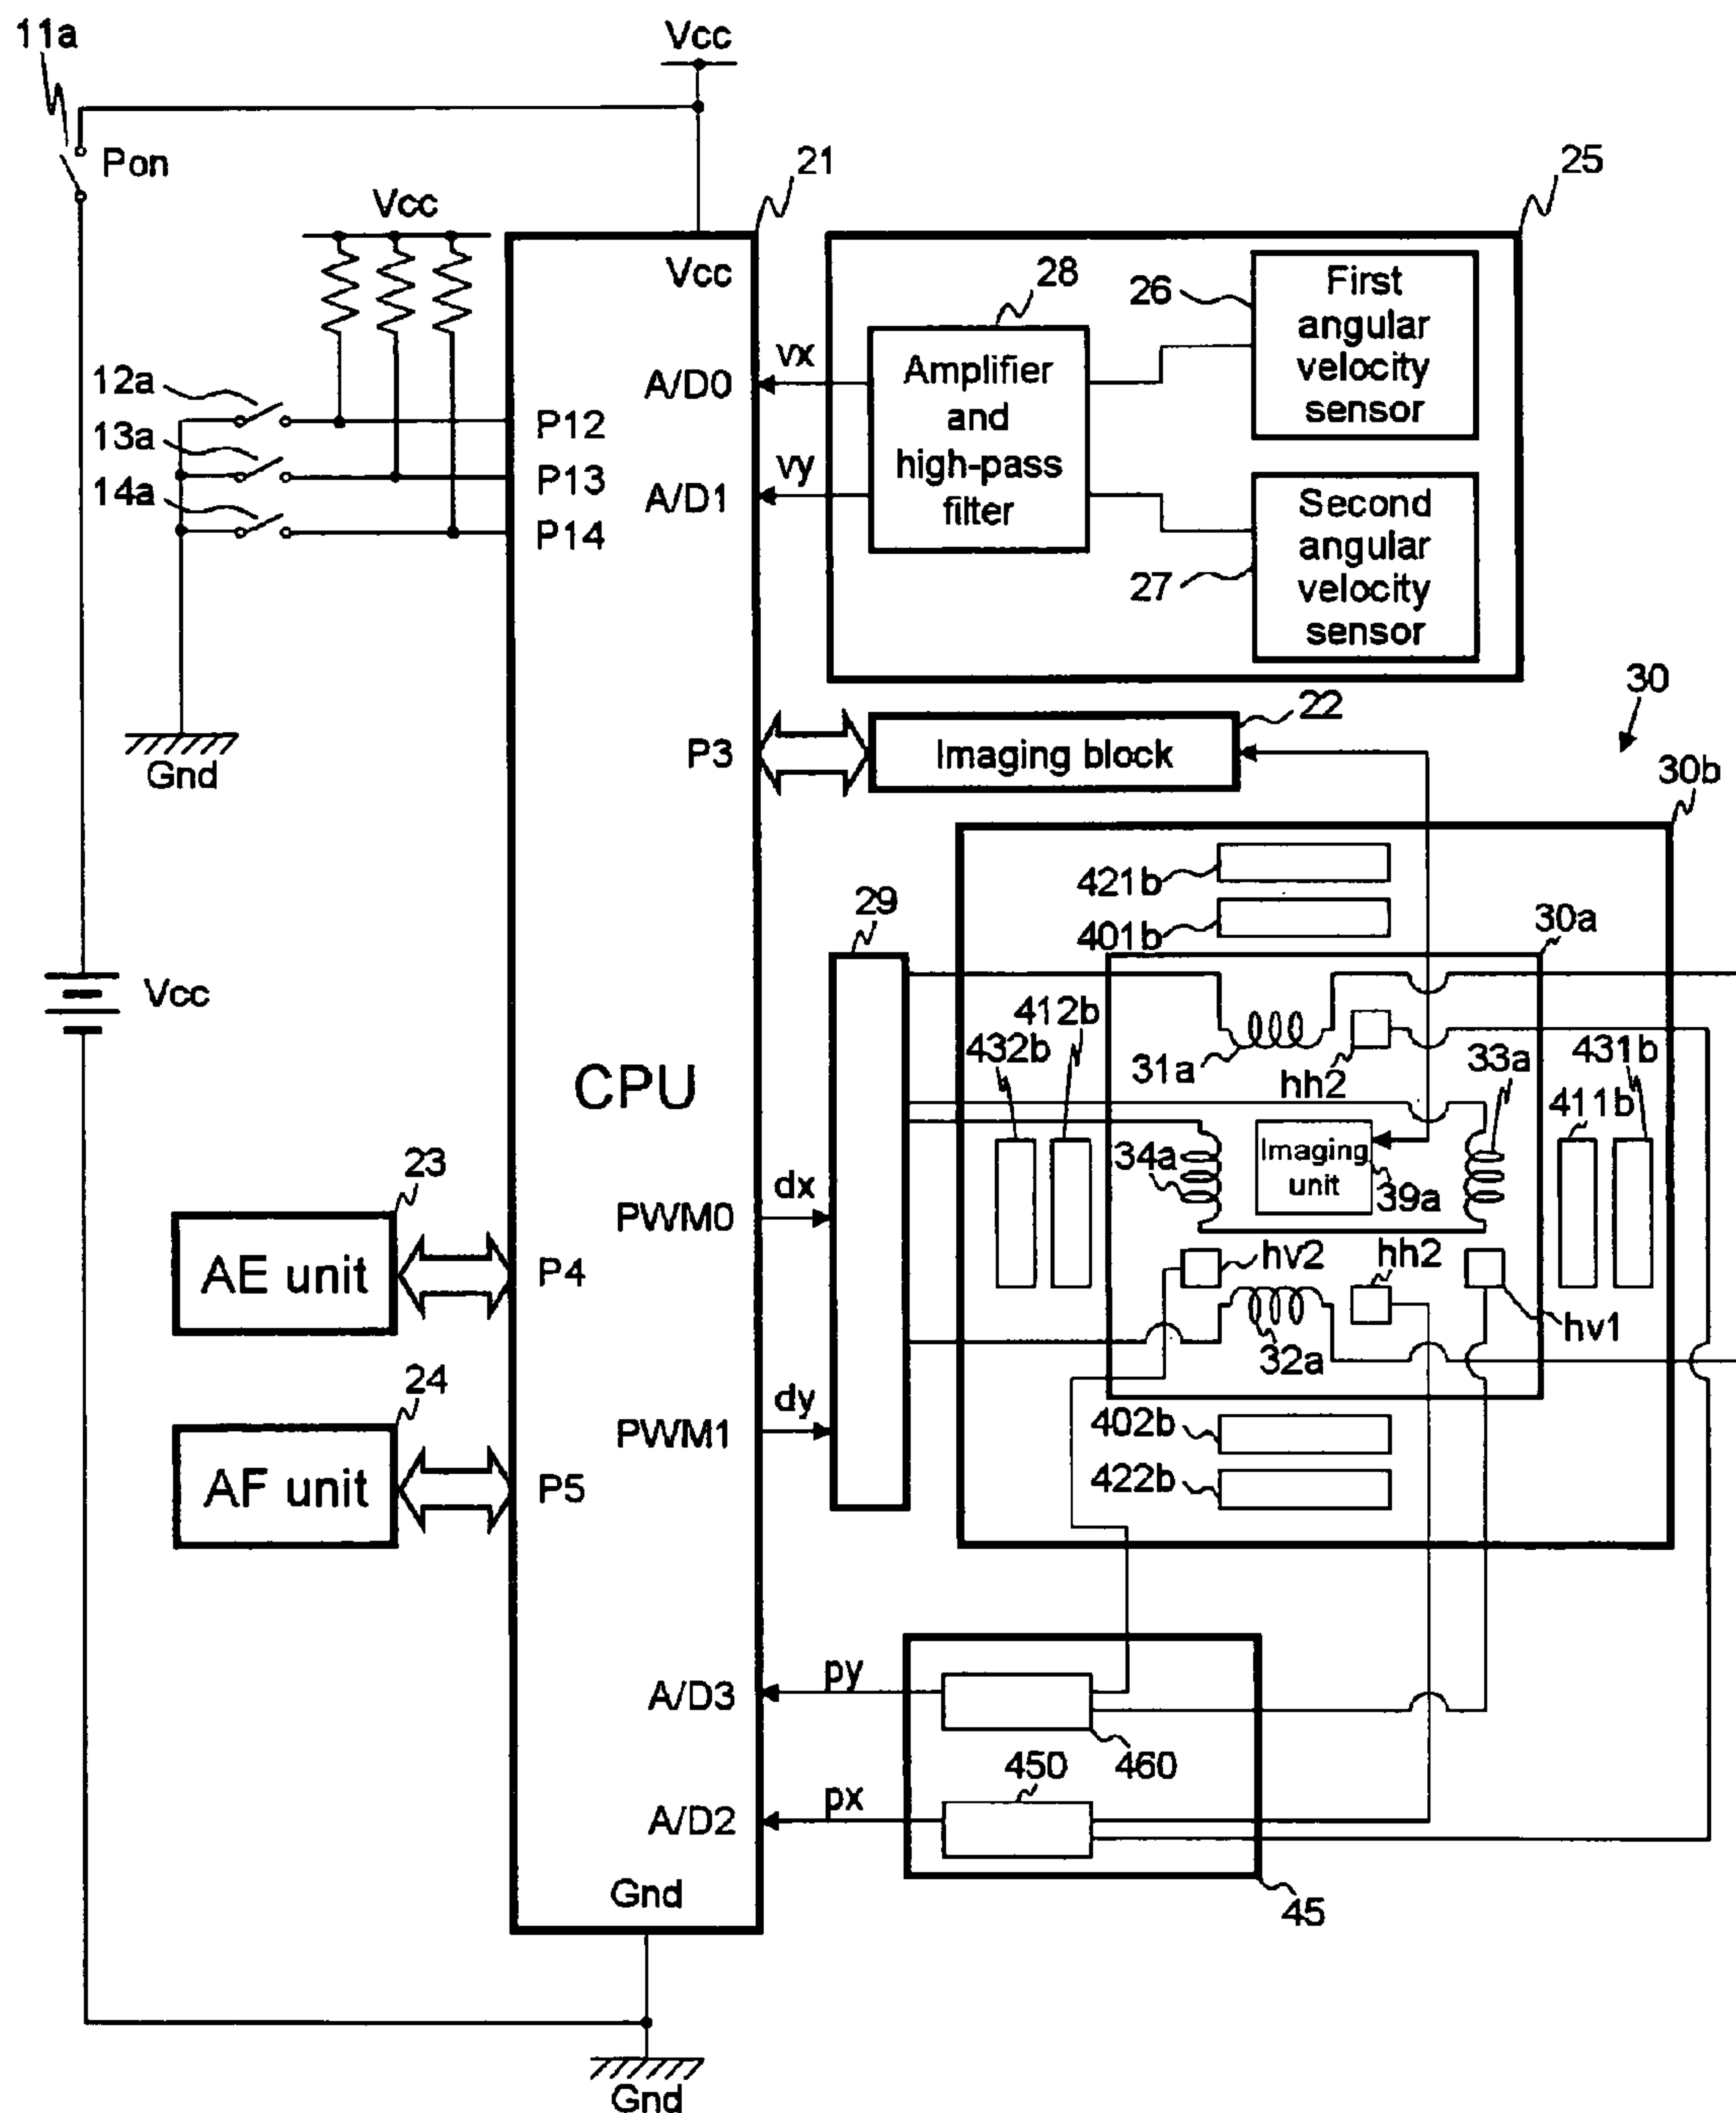 11a
Vcc
Pon
21
25
Vcc
Vcc
28
26
First
angular
velocity
sensor
12a
A/D0
vx
Amplifier
and
high-pass
filter
P12
13a
P13
vy
A/D1
14a
P14
Second
angular
velocity
sensor
27
30
22
P3
Imaging block
Gnd
30b
421b
29
401b
30a
Vcc
412b
432b
31a
hh2
33a
431b
411b
CPU
34a
Imaging
unit
39a
23
dx
PWM0
AE unit
P4
hv2
hh2
hv1
32a
24
dy
PWM1
402b
AF unit
P5
422b
py
A/D3
450
460
px
A/D2
Gnd
45
Gnd